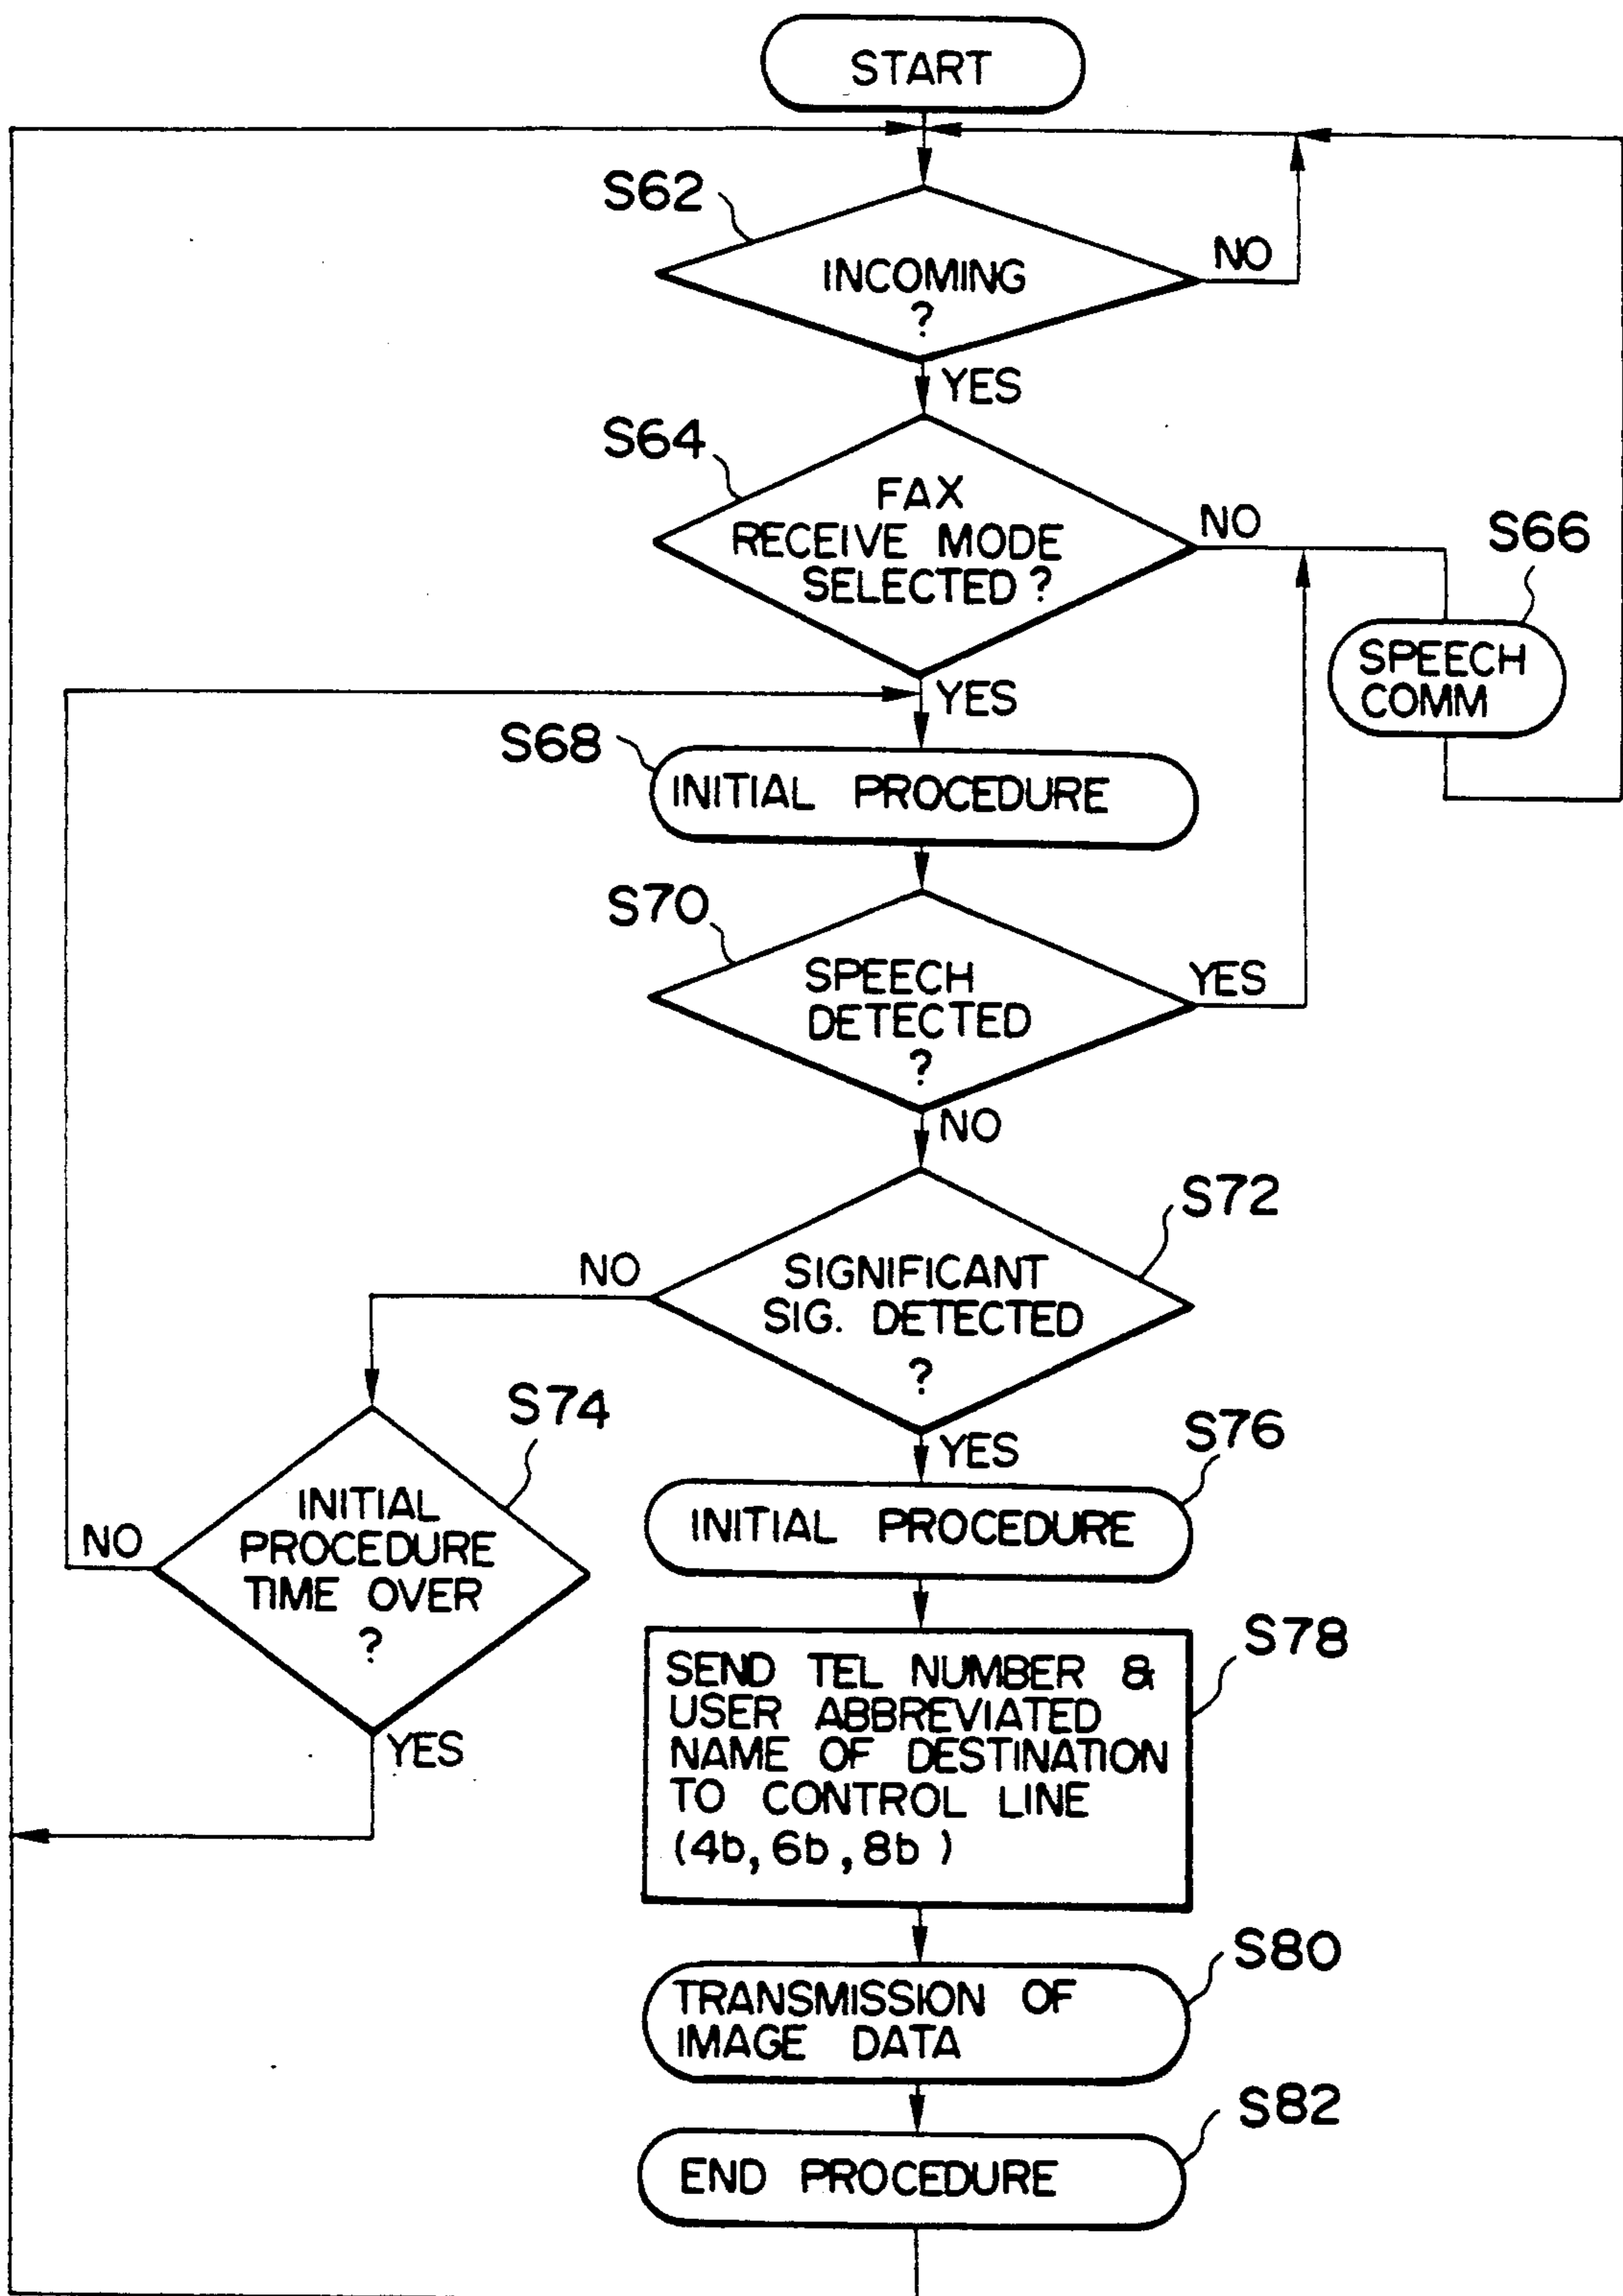 START
S62
INCOMING
?
NO
YES
S64
FAX
RECEIVE MODE
SELECTED ?
NO
S66
SPEECH
COMM
YES
S68
INITIAL PROCEDURE
S70
SPEECH
DETECTED
?
YES
NO
S72
SIGNIFICANT
SIG. DETECTED
?
NO
S74
INITIAL
PROCEDURE
TIME OVER
?
NO
YES
YES
S76
INITIAL PROCEDURE
S78
SEND TEL NUMBER &
USER ABBREVIATED
NAME OF DESTINATION
TO CONTROL LINE
(4b, 6b, 8b )
S80
TRANSMISSION OF
IMAGE DATA
S82
END PROCEDURE